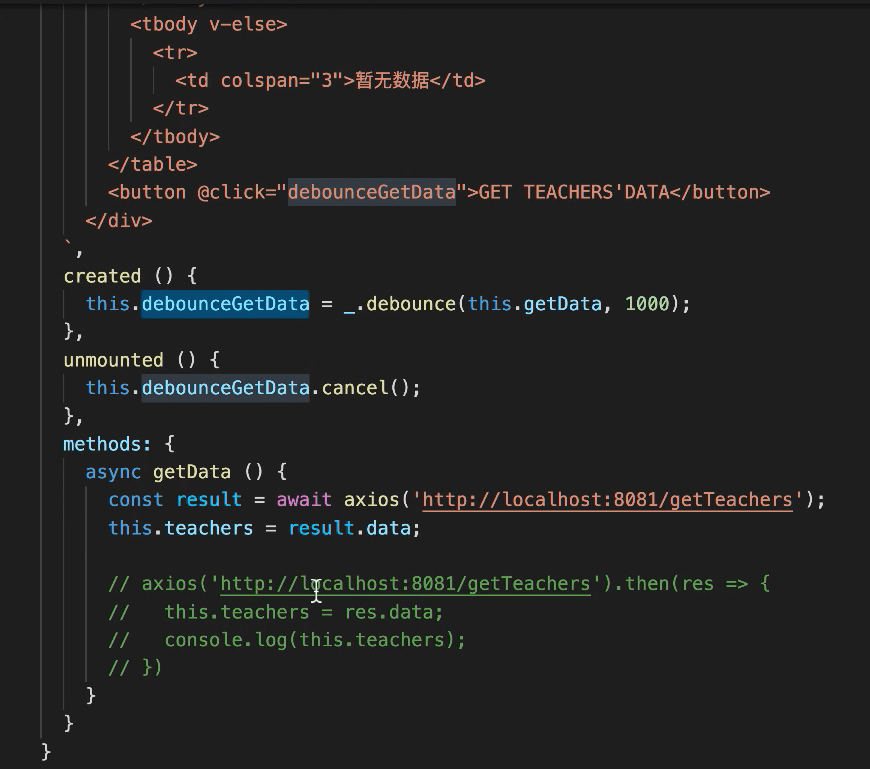 <tbody v-else>
<tr>
<td colspan="3">暂无数据</td>
</tr>
</tbody>
</table>
<button @click="debounceGetData">GET TEACHERS'DATA</button>
</div>
`,
created () {
this.debounceGetData = _.debounce(this.getData, 1000);
},
unmounted () {
this.debounceGetData.cancel();
},
methods: {
async getData () {
const result = await axios('http://localhost:8081/getTeachers');
this.teachers = result.data;
// axios('http://localhost:8081/getTeachers').then(res => {
//   this.teachers = res.data;
//   console.log(this.teachers);
// })
}
}
}